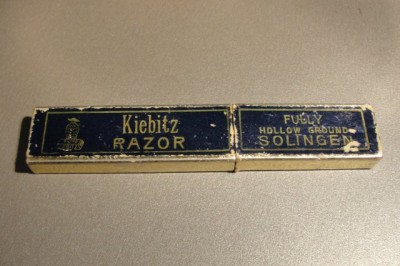 Kiebitz
RAZOR
FULLY
HOLLOW GROUND
SOLINGEN